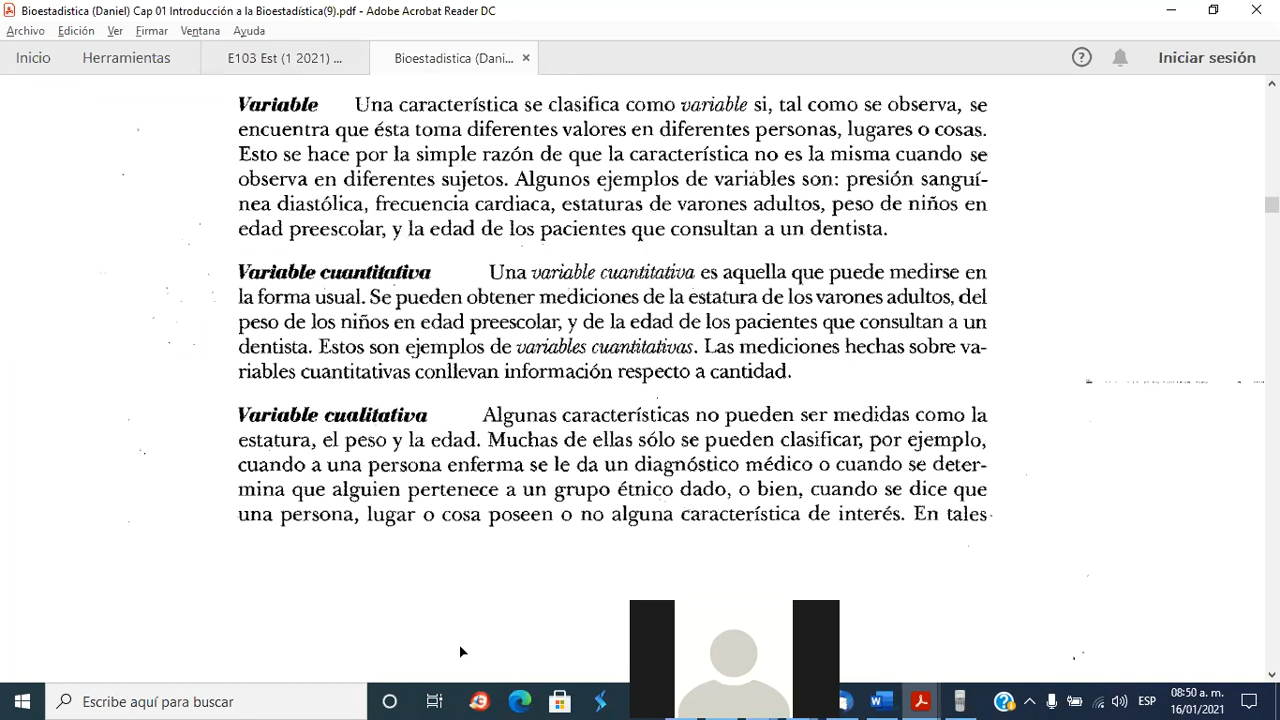 Bioestadistica (Daniel) Cap 01 Introducción a la Bioestadística(9).pdf - Adobe Acrobat Reader DC
Archivo Edición Ver Firmar Ventana Ayuda
Inicio Herramientas E103 Est (1 2021) ... Bioestadistica (Dani... × Iniciar sesión
Variable Una característica se clasifica como variable si, tal como se observa, se
encuentra que ésta toma diferentes valores en diferentes personas, lugares o cosas.
Esto se hace por la simple razón de que la característica no es la misma cuando se
observa en diferentes sujetos. Algunos ejemplos de variables son: presión sanguí-
nea diastólica, frecuencia cardiaca, estaturas de varones adultos, peso de niños en
edad preescolar, y la edad de los pacientes que consultan a un dentista.
Variable cuantitativa Una variable cuantitativa es aquella que puede medirse en
la forma usual. Se pueden obtener mediciones de la estatura de los varones adultos, del
peso de los niños en edad preescolar, y de la edad de los pacientes que consultan a un
dentista. Estos son ejemplos de variables cuantitativas. Las mediciones hechas sobre va-
riables cuantitativas conllevan información respecto a cantidad.
Variable cualitativa Algunas características no pueden ser medidas como la
estatura, el peso y la edad. Muchas de ellas sólo se pueden clasificar, por ejemplo,
cuando a una persona enferma se le da un diagnóstico médico o cuando se deter-
mina que alguien pertenece a un grupo étnico dado, o bien, cuando se dice que
una persona, lugar o cosa poseen o no alguna característica de interés. En tales
Escribe aquí para buscar
ESP
08:50 a. m.
16/01/2021